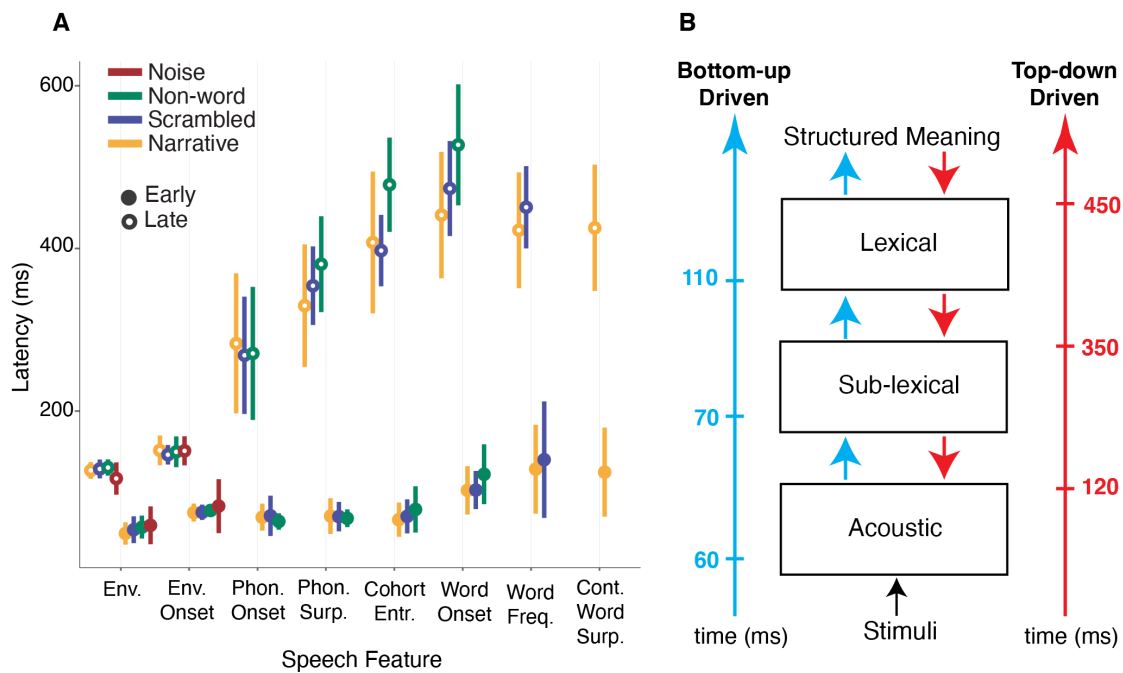 A
600
400
200
Latency (ms)
Noise
Non-word
Scrambled
Narrative
Early
Late
Env.
Env.
Onset
Phon.
Onset
Phon.
Surp.
Cohort
Entr.
Word
Onset
Word
Freq.
Cont.
Word
Surp.
Speech Feature
B
Bottom-up
Driven
Top-down
Driven
Structured Meaning
Lexical
Sub-lexical
Acoustic
Stimuli
110
70
60
time (ms)
450
350
120
time (ms)